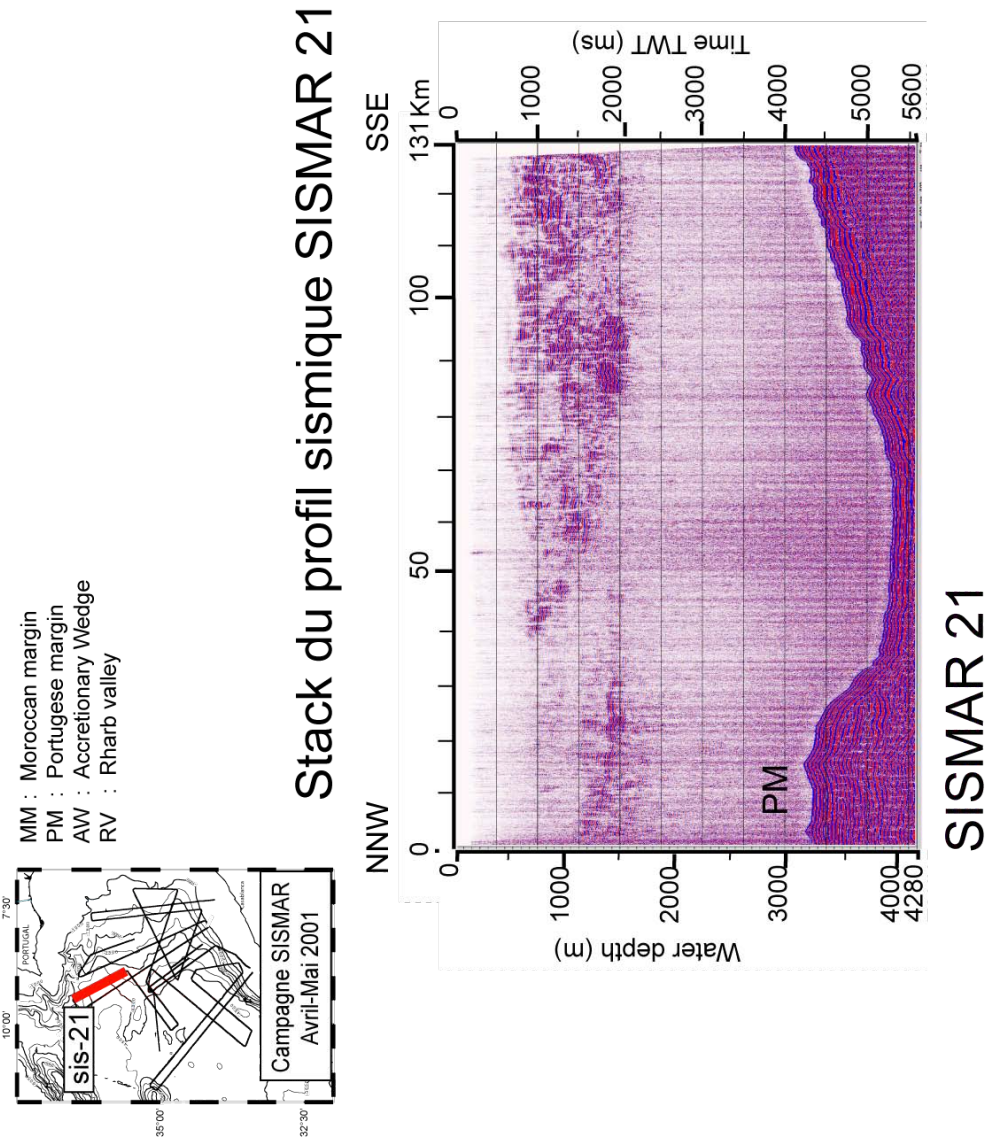 MM : Moroccan margin
PM : Portugese margin
AW : Accretionary Wedge
RV : Rharb valley
7°30'
10°00'
35°00'
32°30'
PORTUGAL
Casablanca
sis-21
Campagne SISMAR
Avril-Mai 2001
Stack du profil sismique SISMAR 21
NNW
SSE
0
50
100
131 Km
Water depth (m)
0
1000
2000
3000
4000
4280
Time TWT (ms)
0
1000
2000
3000
4000
5000
5600
PM
SISMAR 21